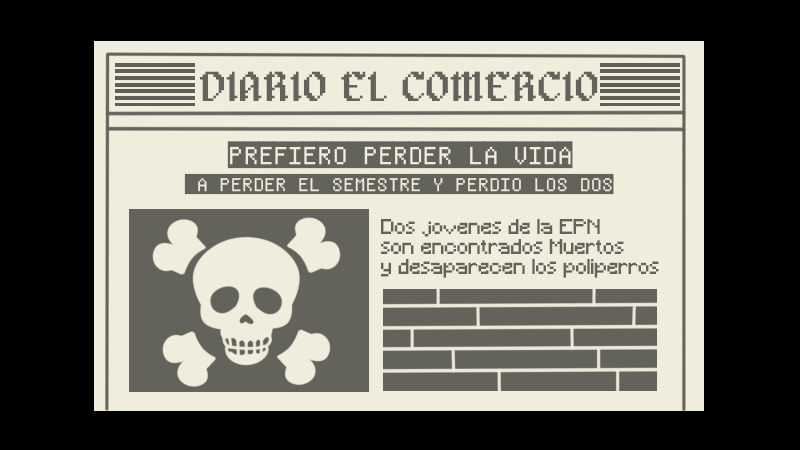 DIARIO EL COMERCIO
PREFIERO PERDER LA VIDA
A PERDER EL SEMESTRE Y PERDIO LOS DOS
Dos jovenes de la EPN
son encontrados Muertos
y desaparecen los poliperros